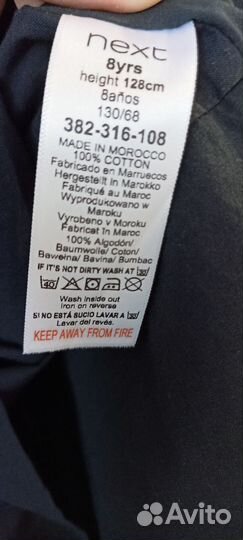 next
8yrs
height 128cm
8años
130/68
382-316-108
MADE IN MOROCCO
100% COTTON
Fabricado en Marruecos
Hergestellt in Marokko
Fabriqué au Maroc
Wyprodukowano w
Maroku
Vyrobeno v Moroku
Fabricat în Maroc
100% Algodón/
Baumwolle/ Coton/
Bawełna/ Bavlna/ Bumbac
IF IT'S NOT DIRTY WASH AT 30
40
Wash inside out
Iron on reverse
SI NO ESTÁ SUCIO LAVAR A 30
Lavar del revés.
KEEP AWAY FROM FIRE
Avito